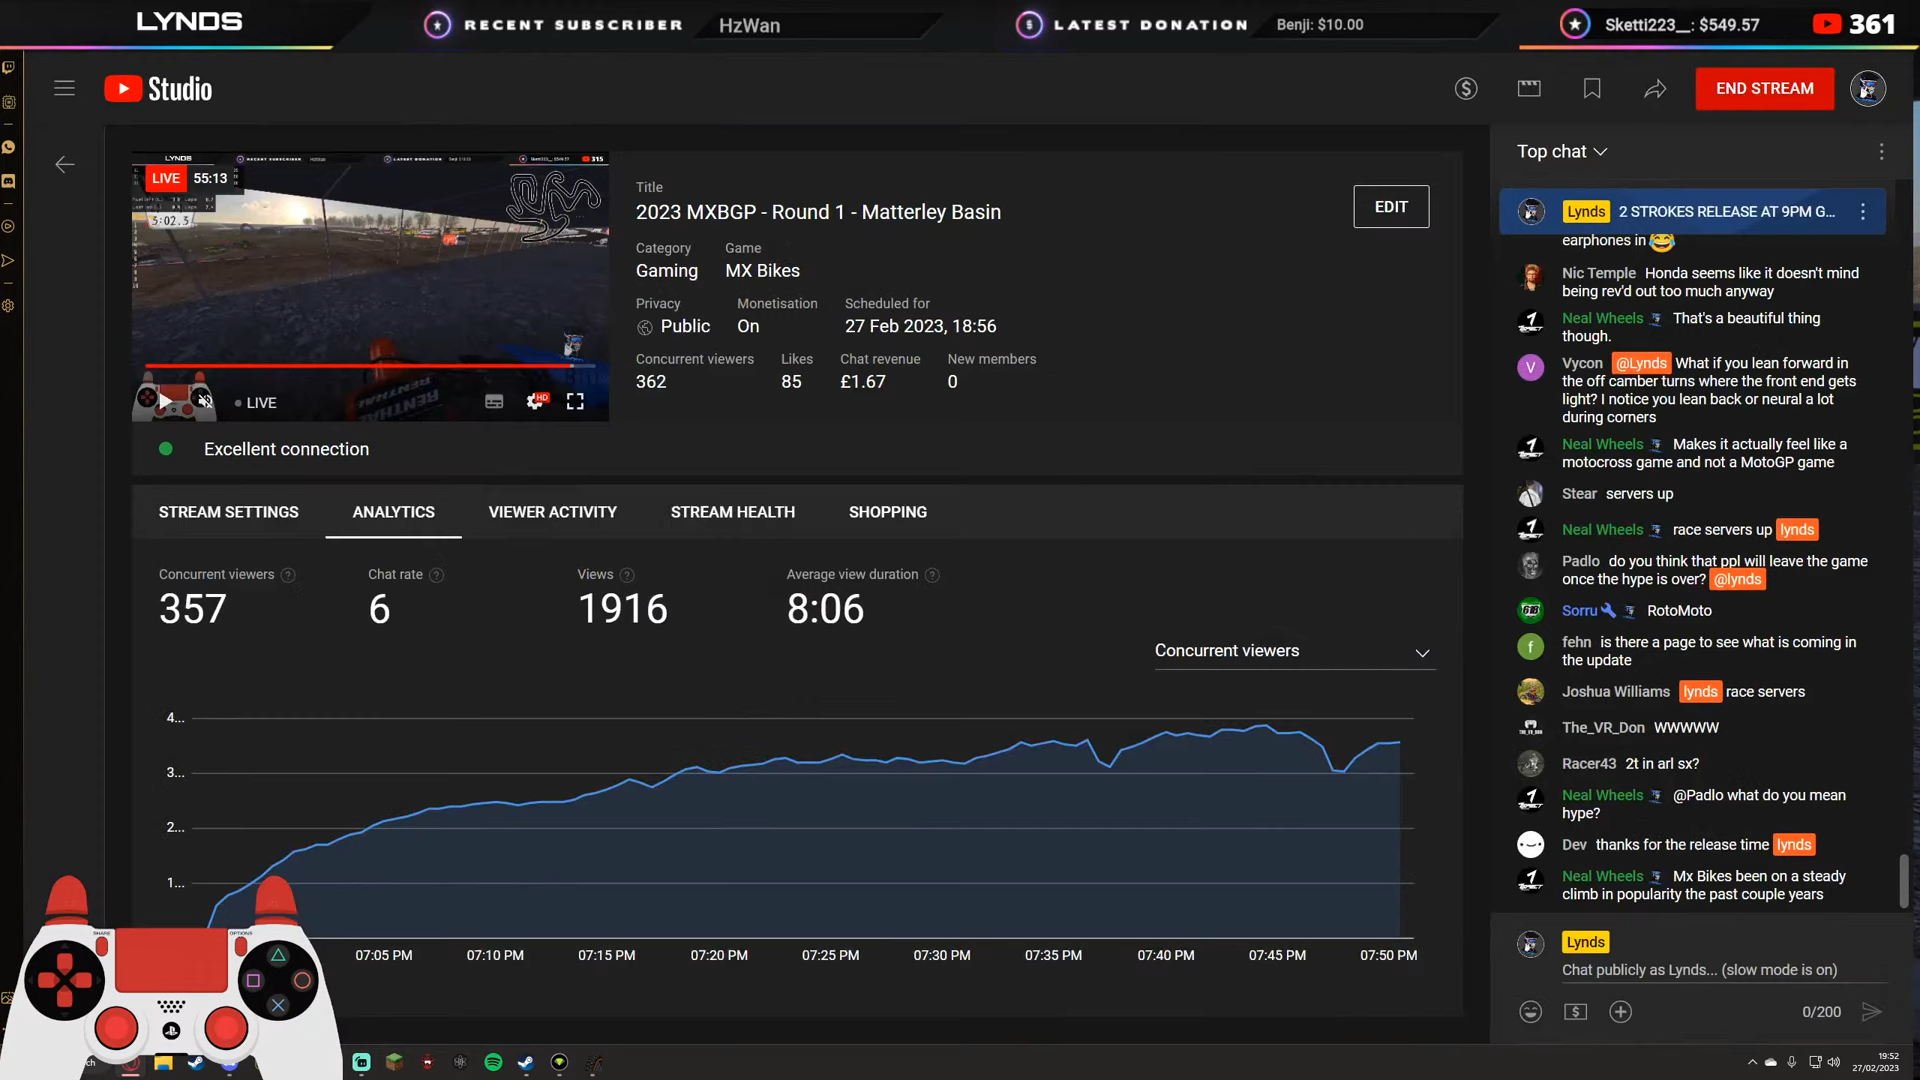 LYNDS
RECENT SUBSCRIBER
HzWan
LATEST DONATION
Benji: $10.00
Sketti223__: $549.57
361
Studio
END STREAM
LIVE 55:13
3:02.3
LIVE
HD
Title
2023 MXBGP - Round 1 - Matterley Basin
EDIT
Category
Game
Gaming
MX Bikes
Privacy
Monetisation
Scheduled for
Public
On
27 Feb 2023, 18:56
Concurrent viewers
Likes
Chat revenue
New members
362
85
£1.67
0
Excellent connection
STREAM SETTINGS
ANALYTICS
VIEWER ACTIVITY
STREAM HEALTH
SHOPPING
Concurrent viewers
Chat rate
Views
Average view duration
357
6
1916
8:06
Concurrent viewers
4...
3...
2...
1...
07:05 PM
07:10 PM
07:15 PM
07:20 PM
07:25 PM
07:30 PM
07:35 PM
07:40 PM
07:45 PM
07:50 PM
Top chat
Lynds 2 STROKES RELEASE AT 9PM G...
earphones in
Nic Temple Honda seems like it doesn't mind
being rev'd out too much anyway
Neal Wheels That's a beautiful thing
though.
Vycon @Lynds What if you lean forward in
the off camber turns where the front end gets
light? I notice you lean back or neural a lot
during corners
Neal Wheels Makes it actually feel like a
motocross game and not a MotoGP game
Stear servers up
Neal Wheels race servers up lynds
Padlo do you think that ppl will leave the game
once the hype is over? @lynds
Sorru RotoMoto
fehn is there a page to see what is coming in
the update
Joshua Williams lynds race servers
The_VR_Don WWWWW
Racer43 2t in arl sx?
Neal Wheels @Padlo what do you mean
hype?
Dev thanks for the release time lynds
Neal Wheels Mx Bikes been on a steady
climb in popularity the past couple years
Lynds
Chat publicly as Lynds... (slow mode is on)
0/200
SHARE
OPTIONS
19:52
27/02/2023